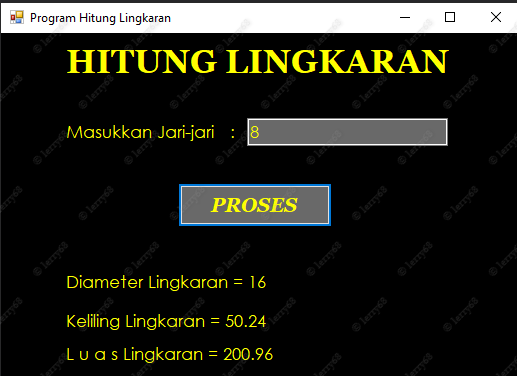 Program Hitung Lingkaran
HITUNG LINGKARAN
Masukkan Jari-jari : 8
PROSES
Diameter Lingkaran = 16
Keliling Lingkaran = 50.24
L u a s Lingkaran = 200.96
© lerry68